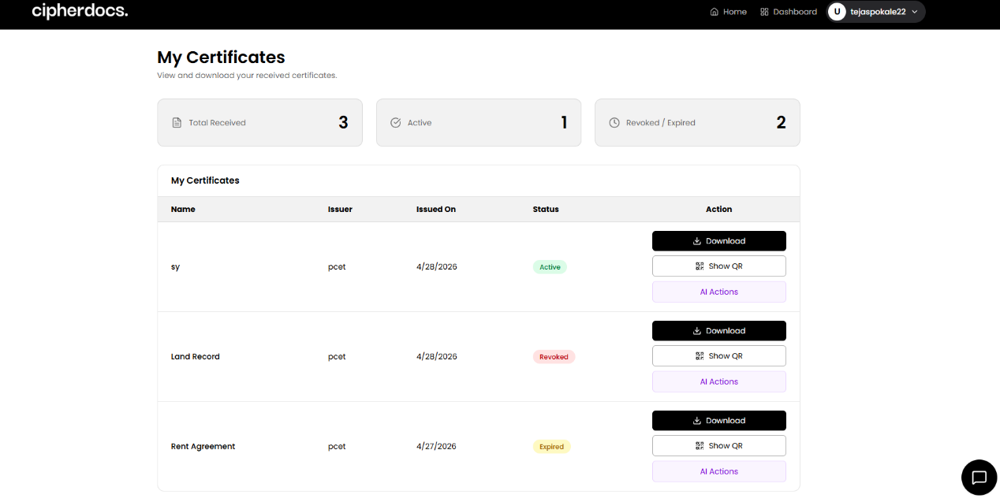 cipherdocs.
Home Dashboard U tejaspokale22
My Certificates
View and download your received certificates.
Total Received 3 Active 1 Revoked / Expired 2
My Certificates
Name Issuer Issued On Status Action
Download
sy pcet 4/28/2026 Active Show QR
AI Actions
Download
Land Record pcet 4/28/2026 Revoked Show QR
AI Actions
Download
Rent Agreement pcet 4/27/2026 Expired Show QR
AI Actions